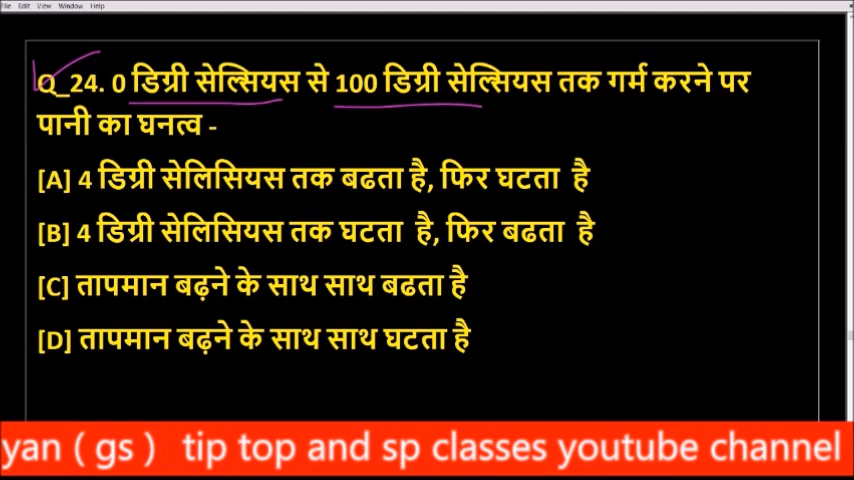 File Edit View Window Help
Q_24. 0 डिग्री सेल्सियस से 100 डिग्री सेल्सियस तक गर्म करने पर
पानी का घनत्व -
[A] 4 डिग्री सेलिसियस तक बढता है, फिर घटता है
[B] 4 डिग्री सेलिसियस तक घटता है, फिर बढता है
[C] तापमान बढ़ने के साथ साथ बढता है
[D] तापमान बढ़ने के साथ साथ घटता है
yan ( gs ) tip top and sp classes youtube channel